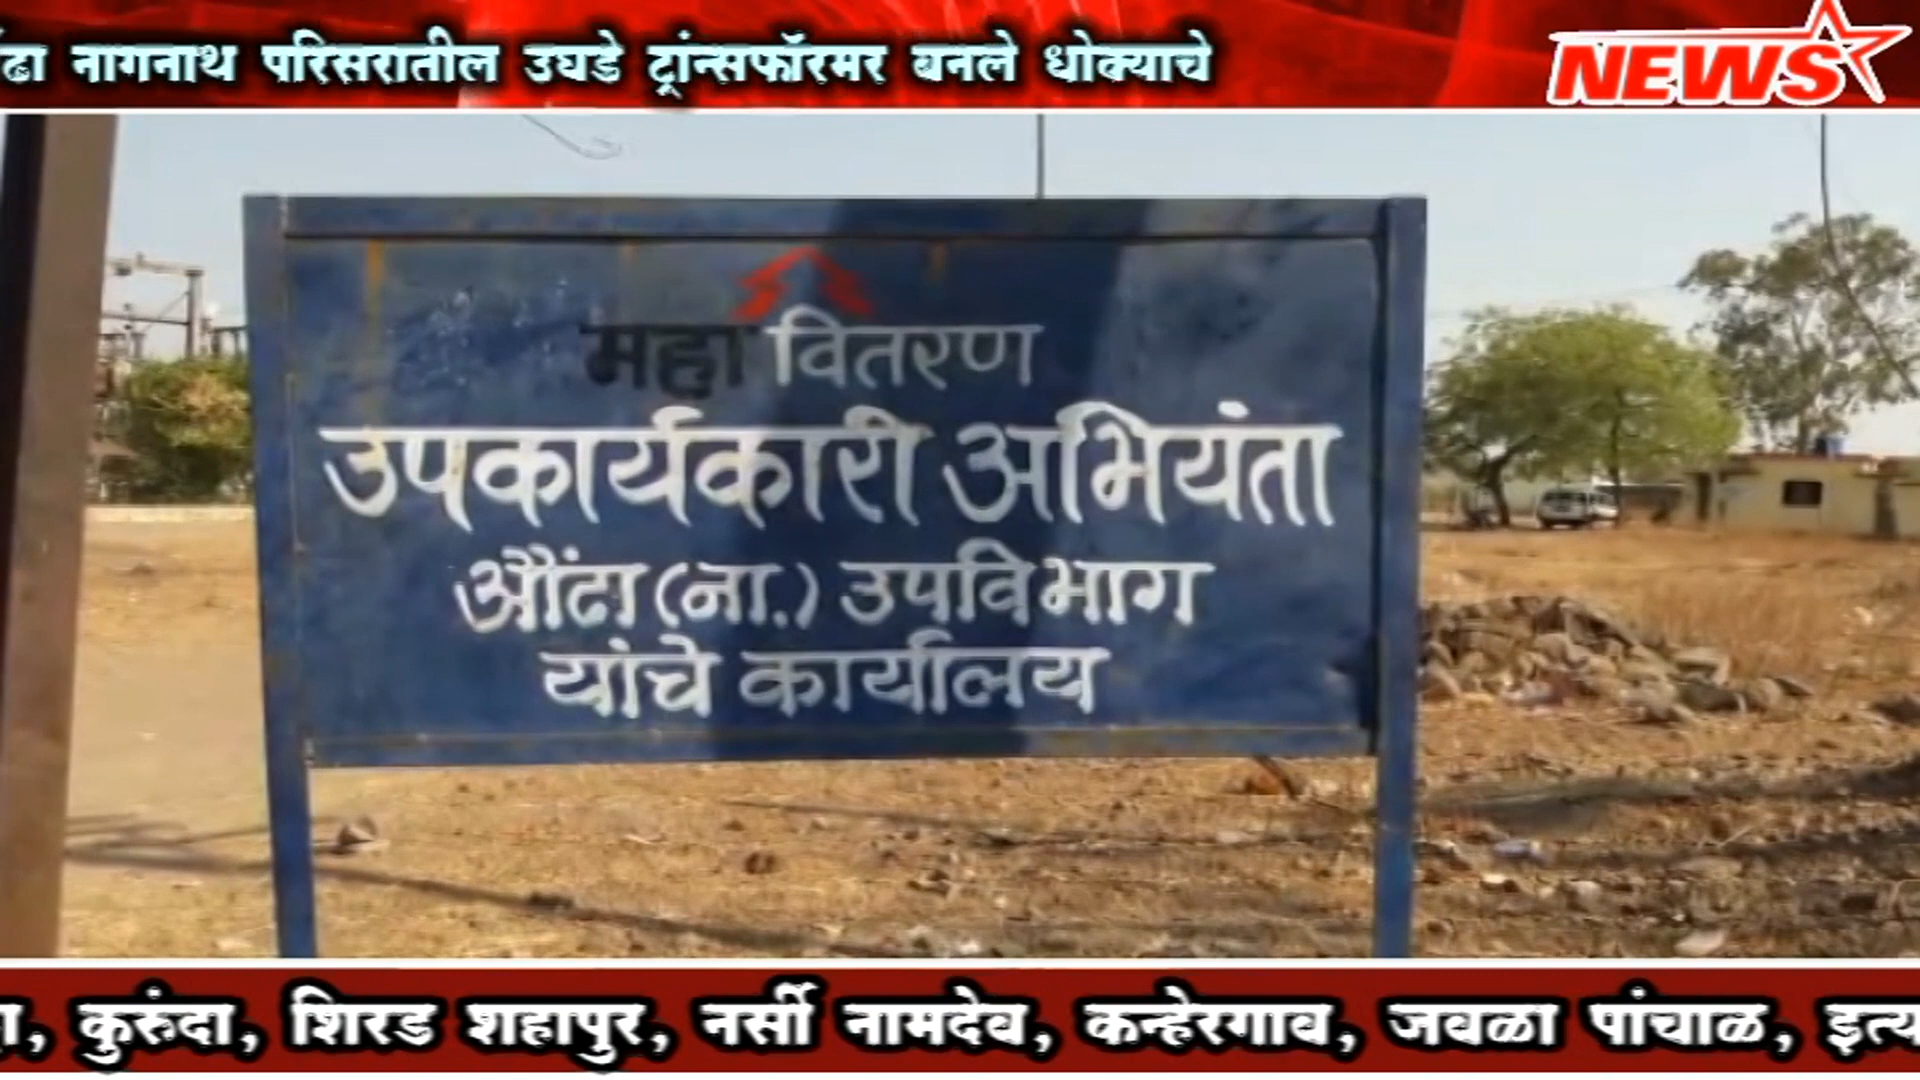 नागनाथ परिसरातील उघडे ट्रांन्सफॉरमर बनले धोक्याचे
NEWS
महा वितरण
उपकार्यकारी अभियंता
औंढा (ना.) उपविभाग
यांचे कार्यालय
कुरुंदा, शिरड शहापुर, नर्सी नामदेव, कन्हेरगाव, जवळा पांचाळ,